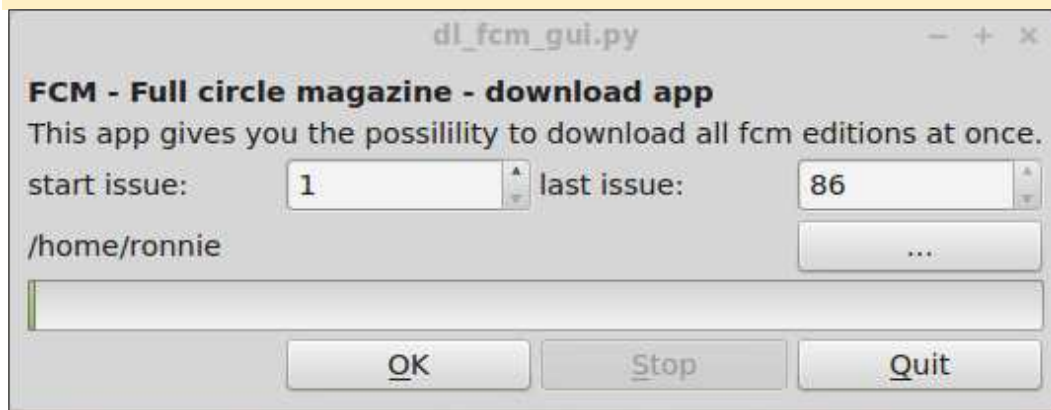 dl_fcm_gui.py
FCM - Full circle magazine - download app
This app gives you the possilility to download all fcm editions at once.
start issue: 1 last issue: 86
/home/ronnie ...
OK Stop Quit